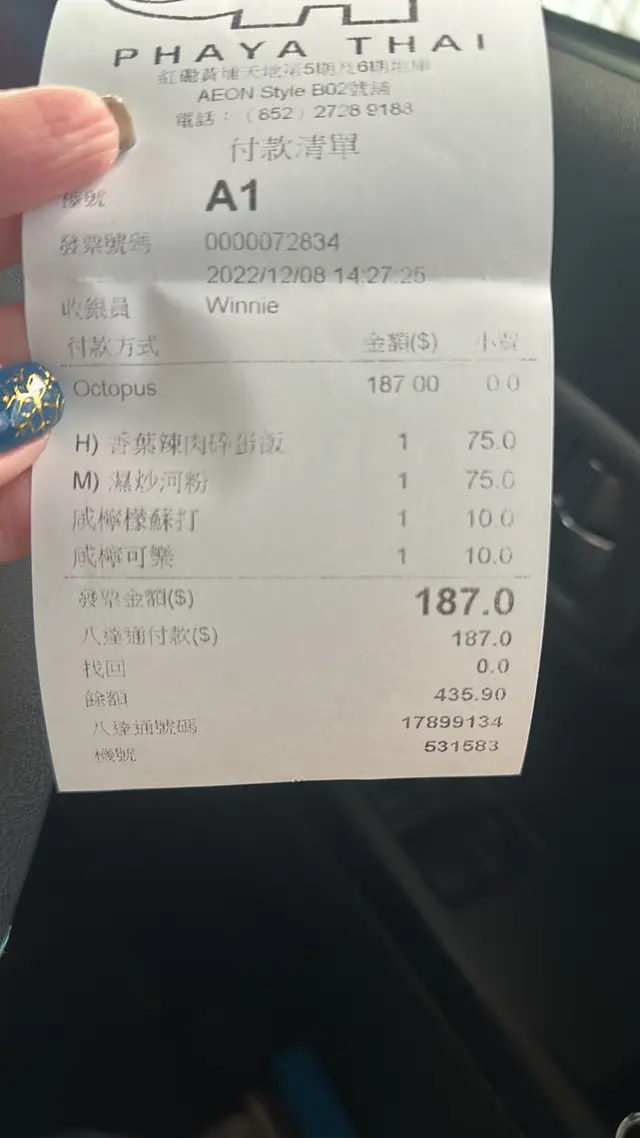 PHAYA THAI
紅磡黃埔天地第5期及6期地庫
AEON Style B02號舖
電話：（852）2728 9183
付款清單
檯號 A1
發票號碼 0000072834
2022/12/08 14:27:25
收銀員 Winnie
付款方式 金額($) 小費
Octopus 187.00 0.0
H) 香葉辣肉碎蛋飯 1 75.0
M) 濕炒河粉 1 75.0
咸檸檬蘇打 1 10.0
咸檸可樂 1 10.0
發票金額($) 187.0
八達通付款($) 187.0
找回 0.0
餘額 435.90
八達通號碼 17899134
機號 531583